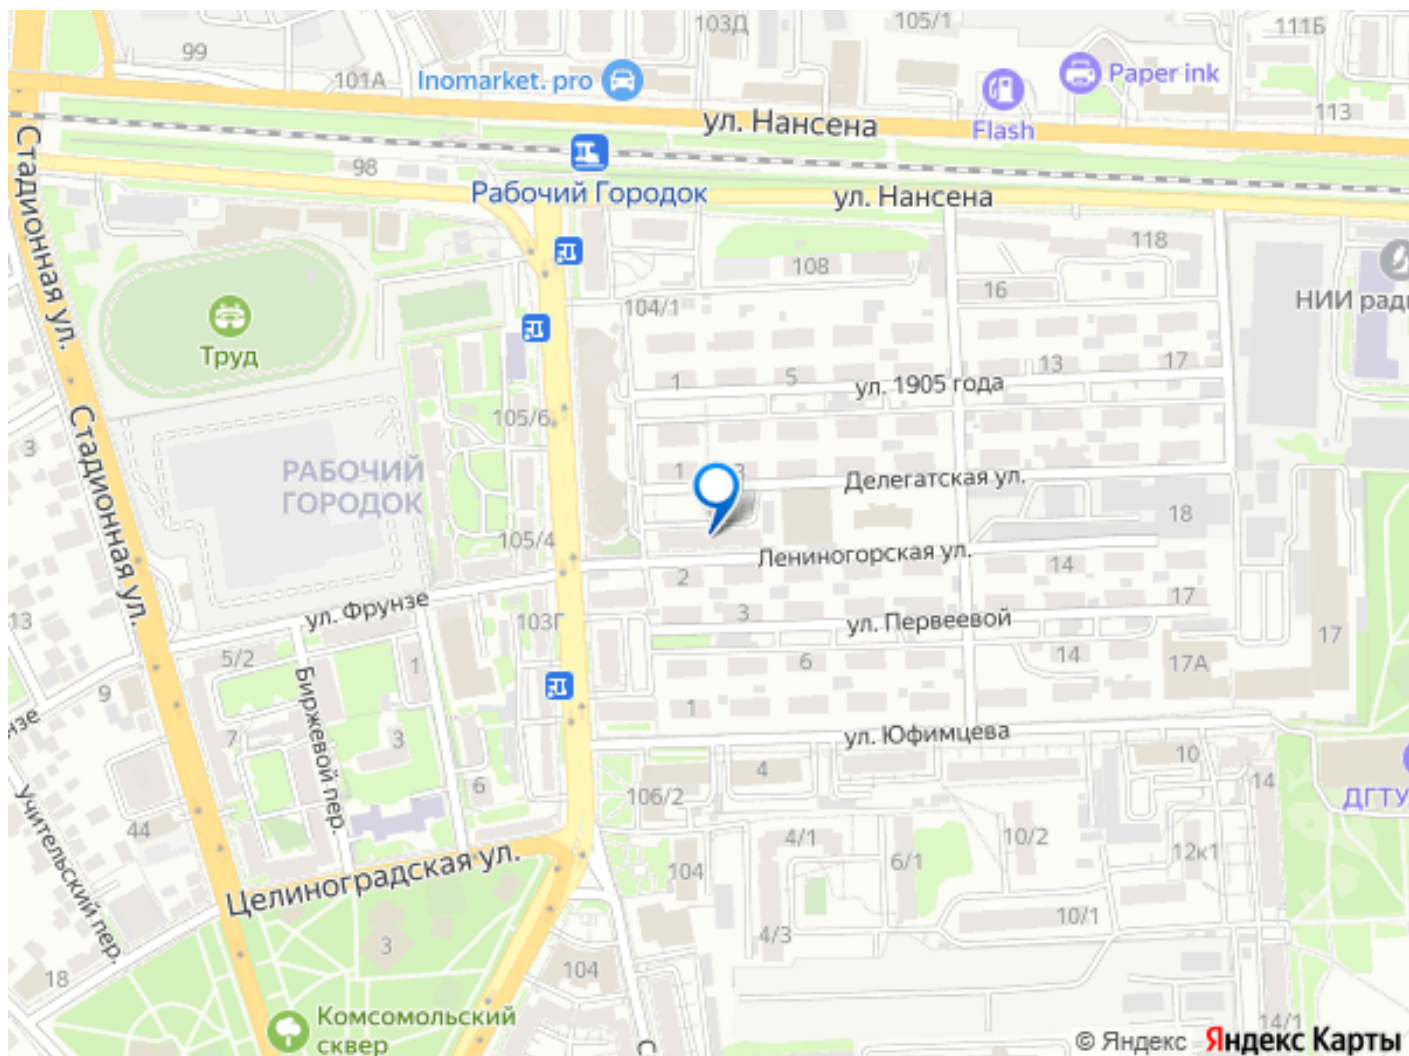 103Д
105/1
111Б
99
101А
Inomarket. pro
Paper ink
Flash
113
ул. Нансена
98
Рабочий Городок
ул. Нансена
Стадионная ул.
118
108
16
НИИ рад
104/1
Труд
13
17
1
5
ул. 1905 года
105/6
Стадионная ул.
3
РАБОЧИЙ
ГОРОДОК
1
3
Делегатская ул.
18
105/4
Лениногорская ул.
2
14
ул. Фрунзе
13
103Г
3
ул. Первеевой
17
17
5/2
1
6
14
17А
9
Биржевой пер.
1
нзе
7
3
ул. Юфимцева
10
4
14
6
106/2
ДГТУ
Учительский пер.
44
4/1
10/2
6/1
12к1
104
Целиноградская ул.
10/1
3
4/3
18
104
Комсомольский
сквер
С
14/1
© Яндекс Яндекс Карты